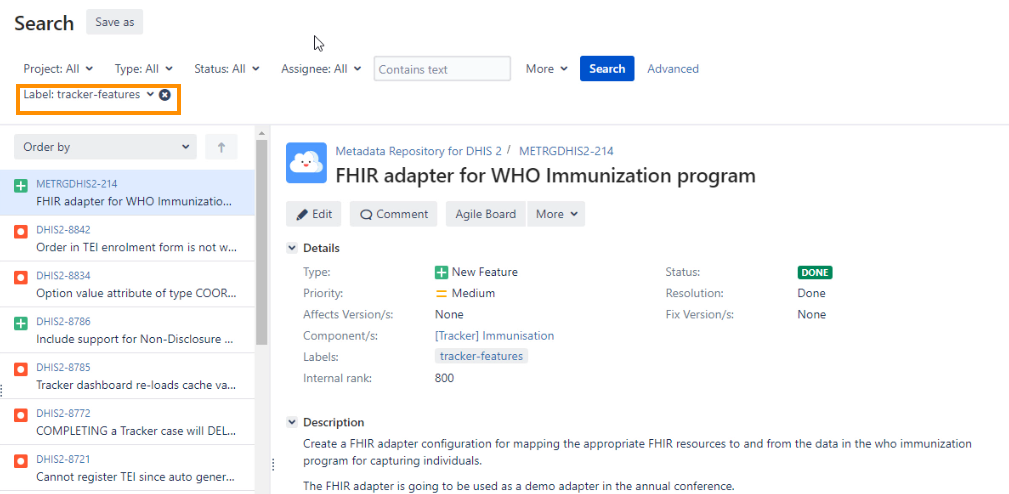 Search Save as
Project: All Type: All Status: All Assignee: All Contains text More Search Advanced
Label: tracker-features
Order by
METRGDHIS2-214
FHIR adapter for WHO Immunizatio...
DHIS2-8842
Order in TEI enrolment form is not w...
DHIS2-8834
Option value attribute of type COOR...
DHIS2-8786
Include support for Non-Disclosure ...
DHIS2-8785
Tracker dashboard re-loads cache va...
DHIS2-8772
COMPLETING a Tracker case will DEL...
DHIS2-8721
Cannot register TEI since auto gener...
Metadata Repository for DHIS 2 / METRGDHIS2-214
FHIR adapter for WHO Immunization program
Edit Comment Agile Board More
Details
Type: New Feature Status: DONE
Priority: Medium Resolution: Done
Affects Version/s: None Fix Version/s: None
Component/s: [Tracker] Immunisation
Labels: tracker-features
Internal rank: 800
Description
Create a FHIR adapter configuration for mapping the appropriate FHIR resources to and from the data in the who immunization
program for capturing individuals.
The FHIR adapter is going to be used as a demo adapter in the annual conference.